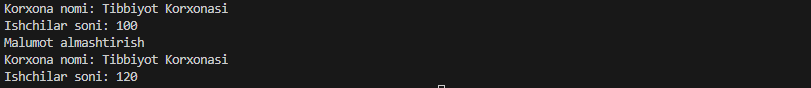 Korxona nomi: Tibbiyot Korxonasi
Ishchilar soni: 100
Malumot almashtirish
Korxona nomi: Tibbiyot Korxonasi
Ishchilar soni: 120